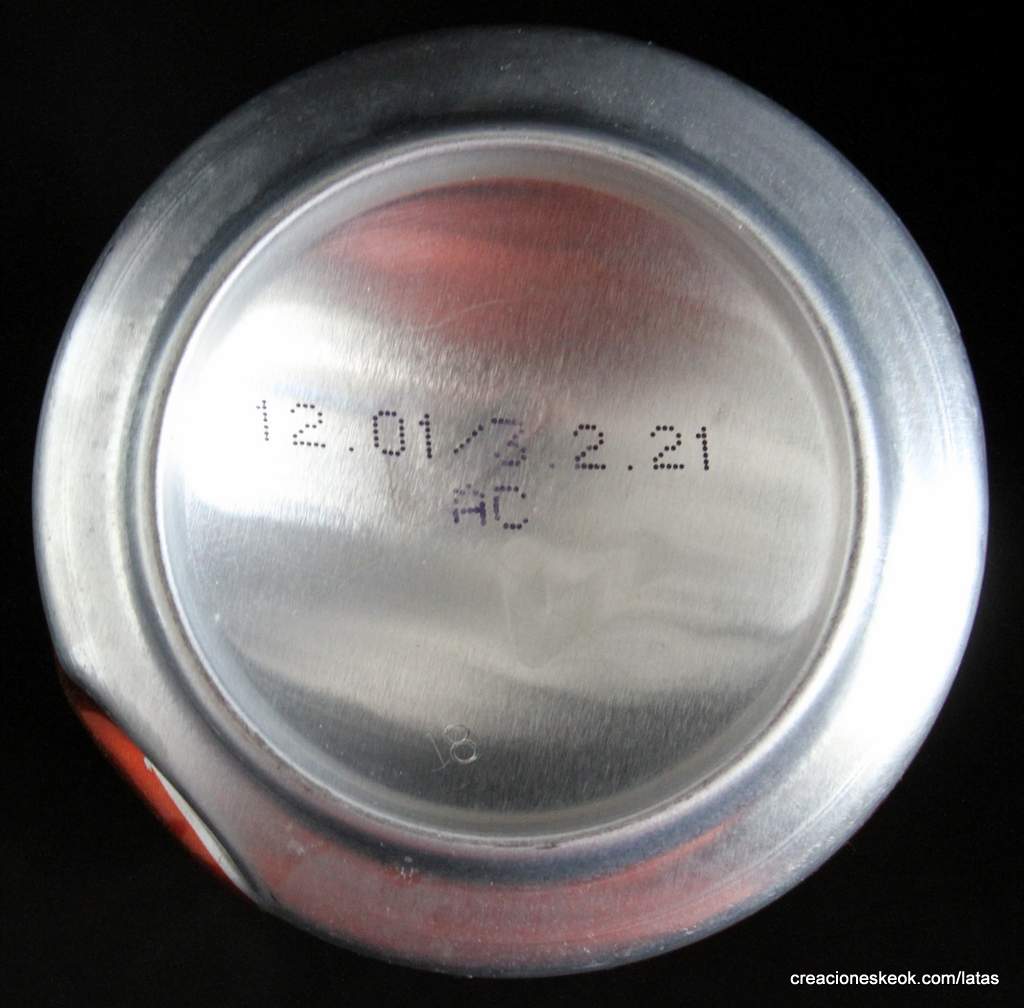 12.01/3.2.21
AC
18
creacioneskeok.com/latas